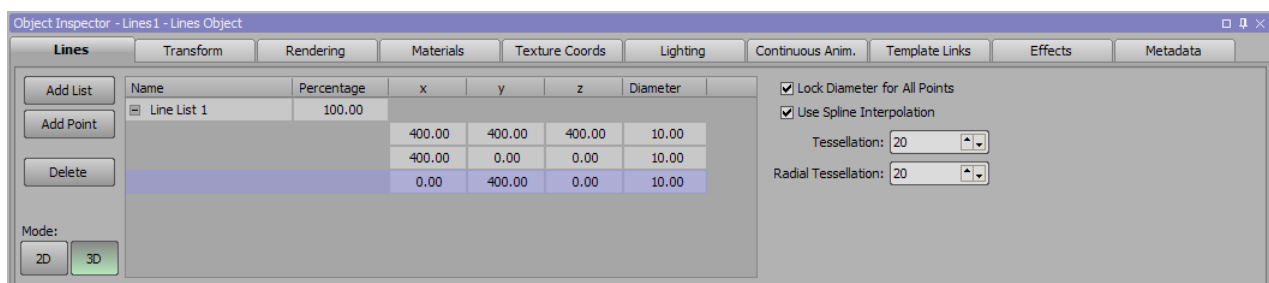 Object Inspector - Lines1 - Lines Object
Lines Transform Rendering Materials Texture Coords Lighting Continuous Anim. Template Links Effects Metadata
Add List
Add Point
Delete
Mode:
2D 3D
Name Percentage x y z Diameter
Line List 1 100.00
400.00 400.00 400.00 10.00
400.00 0.00 0.00 10.00
0.00 400.00 0.00 10.00
Lock Diameter for All Points
Use Spline Interpolation
Tessellation: 20
Radial Tessellation: 20